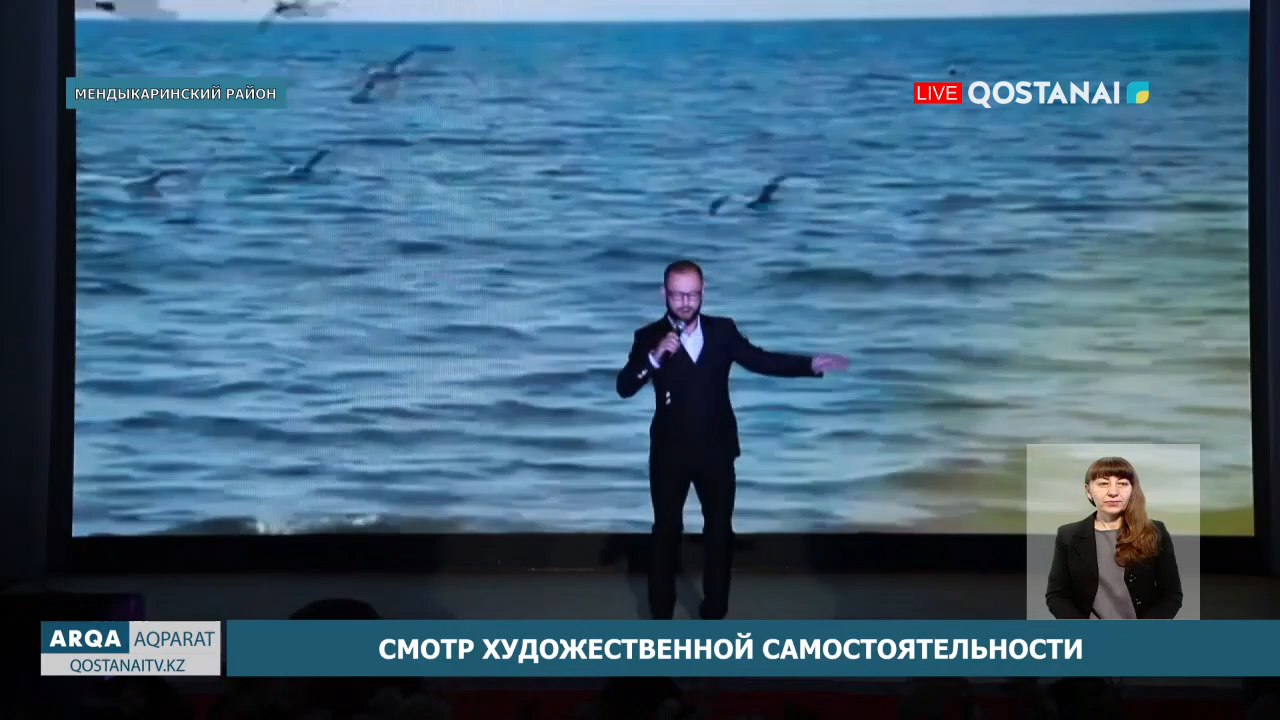 МЕНДЫКАРИНСКИЙ РАЙОН
LIVE QOSTANAI
ARQA AQPARAT
QOSTANAITV.KZ
СМОТР ХУДОЖЕСТВЕННОЙ САМОСТОЯТЕЛЬНОСТИ